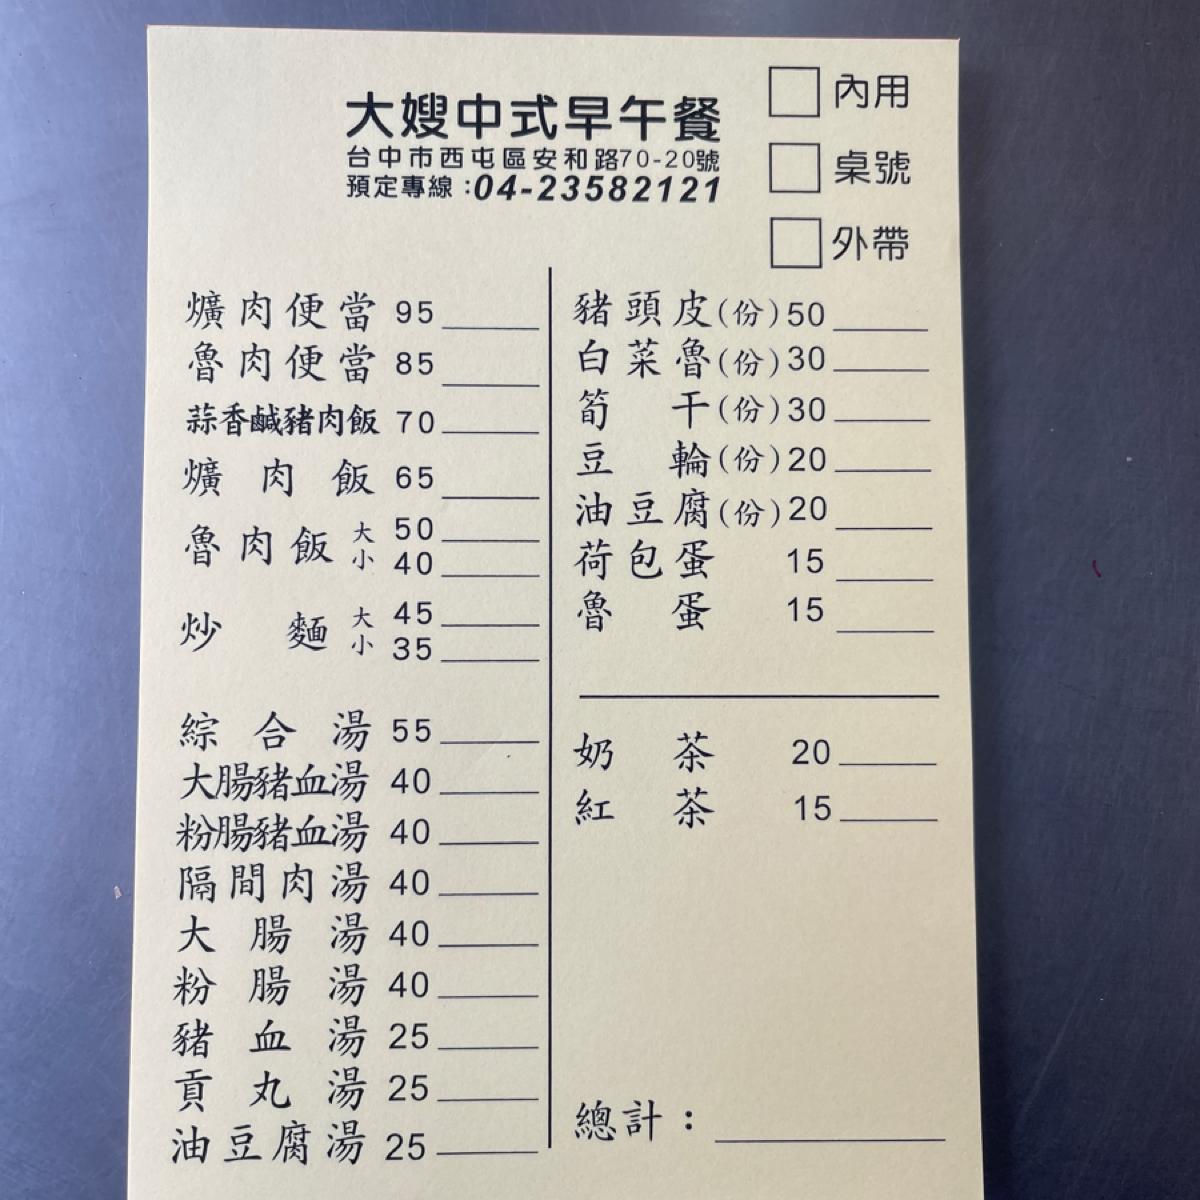 大嫂中式早午餐
台中市西屯區安和路70-20號
預定專線:04-23582121
內用
桌號
外帶
爌肉便當 95
魯肉便當 85
蒜香鹹豬肉飯 70
爌肉飯 65
魯肉飯 大 50
小 40
炒麵 大 45
小 35
綜合湯 55
大腸豬血湯 40
粉腸豬血湯 40
隔間肉湯 40
大腸湯 40
粉腸湯 40
豬血湯 25
貢丸湯 25
油豆腐湯 25
豬頭皮(份)50
白菜魯(份)30
筍干(份)30
豆輪(份)20
油豆腐(份)20
荷包蛋 15
魯蛋 15
奶茶 20
紅茶 15
總計：